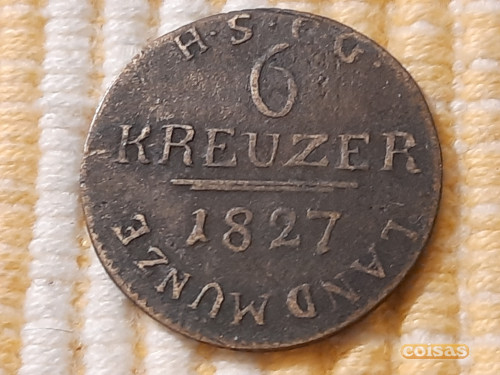 H.S.C.G.
6
KREUZER
1827
LANDMUNZE
coisas